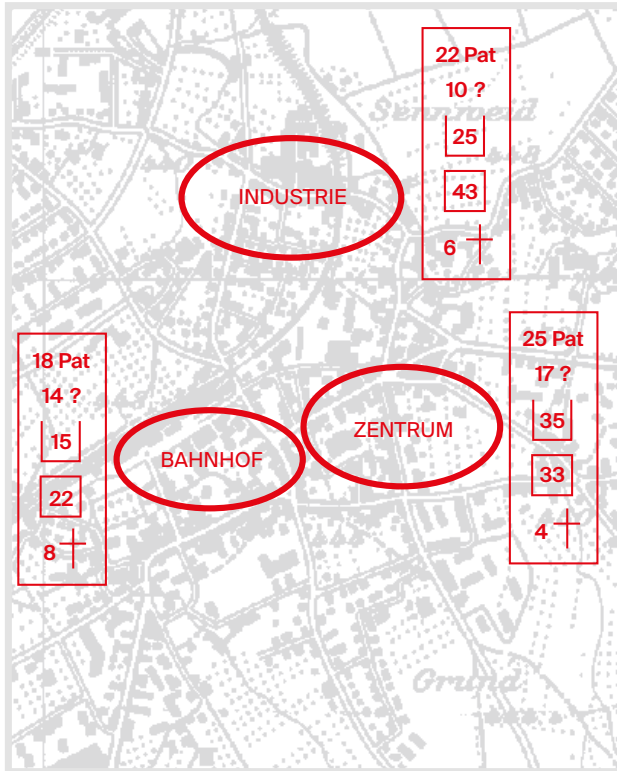 22 Pat
10 ?
25
43
6
INDUSTRIE
18 Pat
14 ?
15
22
8
BAHNHOF
ZENTRUM
25 Pat
17 ?
35
33
4
Grund